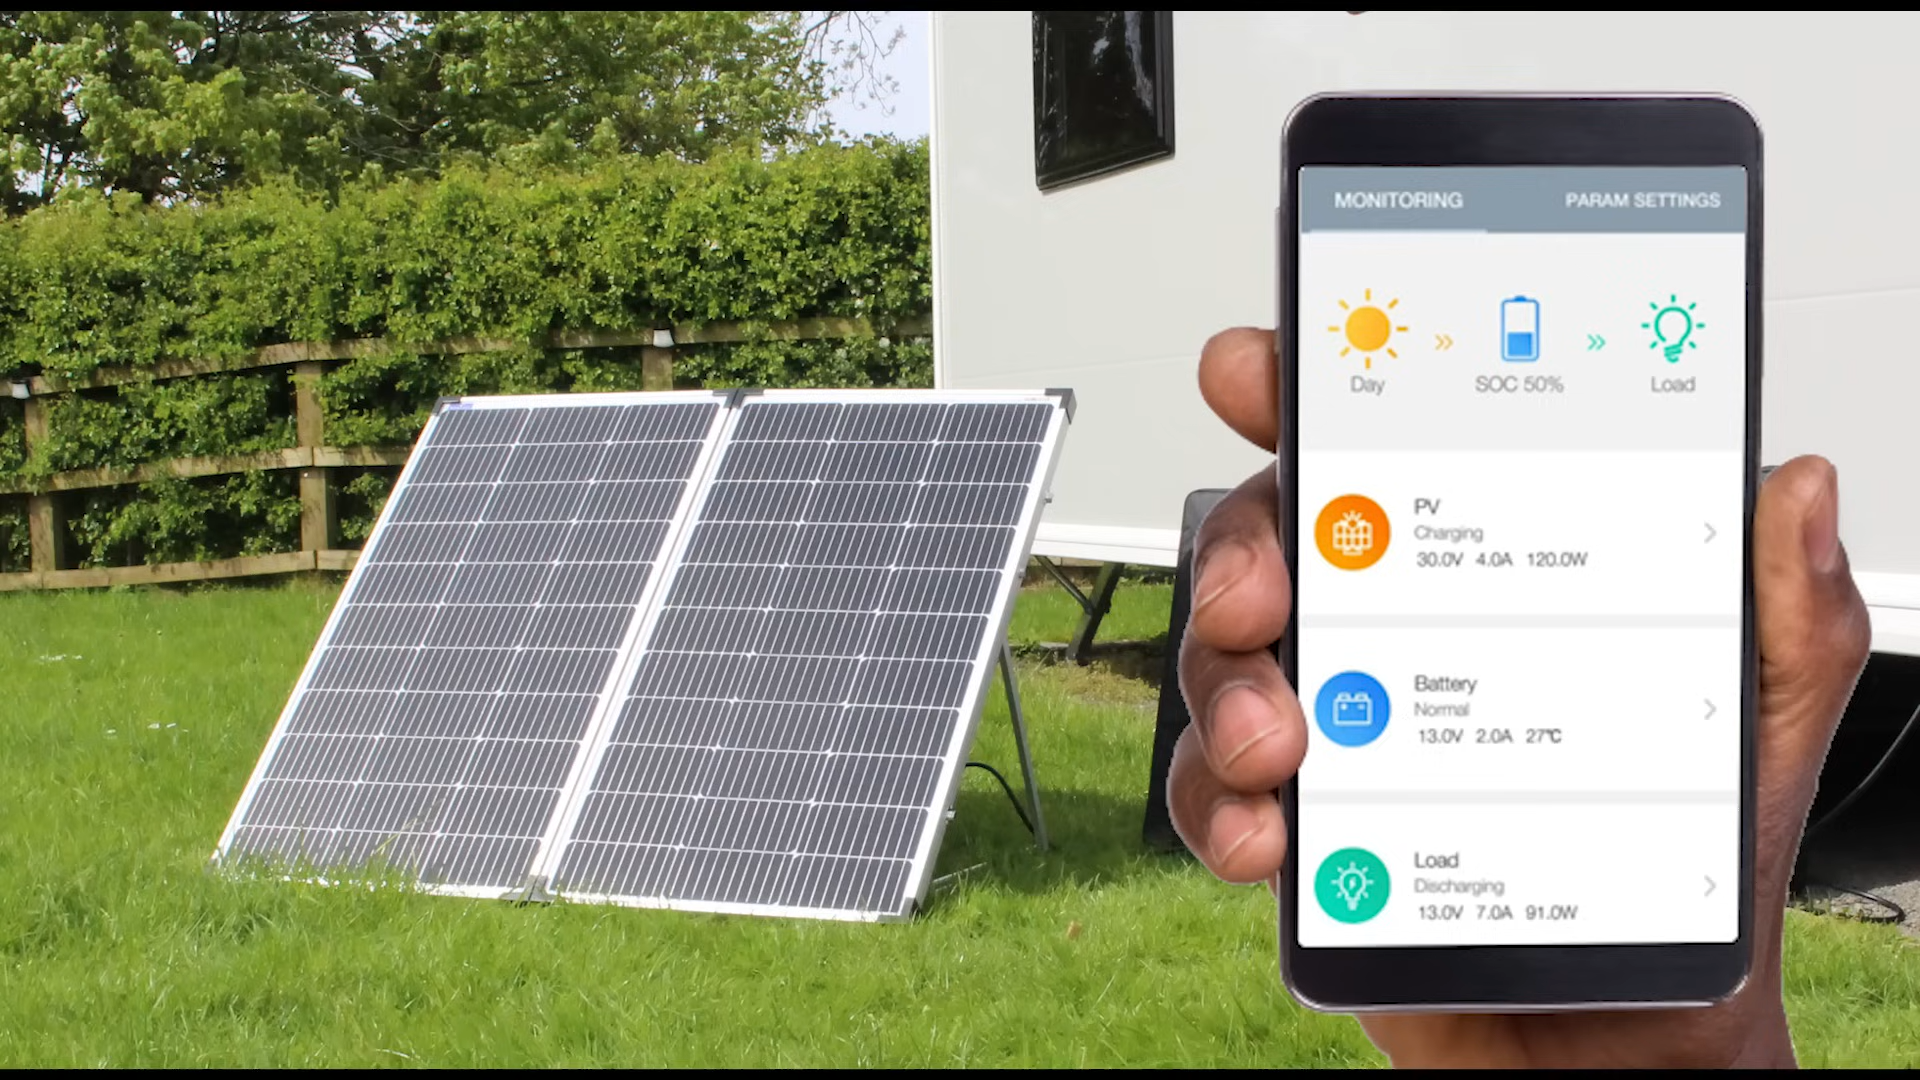 MONITORING PARAM SETTINGS
Day SOC 50% Load
PV
Charging
30.0V 4.0A 120.0W
Battery
Normal
13.0V 2.0A 27℃
Load
Discharging
13.0V 7.0A 91.0W